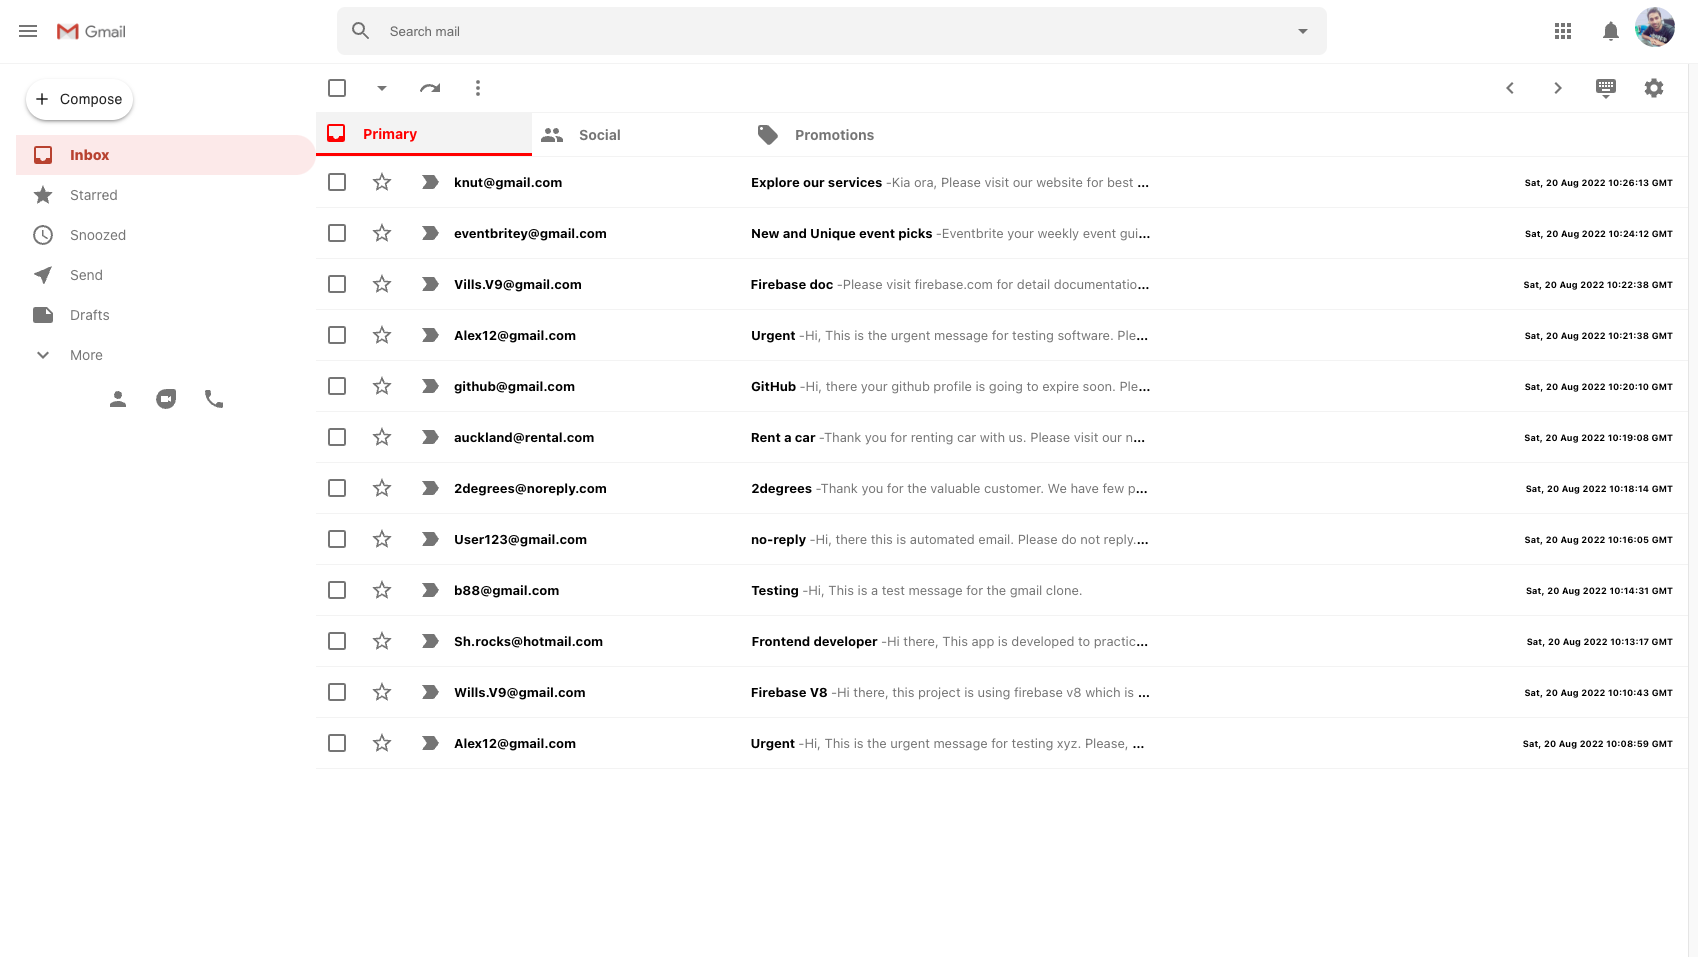 Gmail
Search mail
Compose
Inbox
Starred
Snoozed
Send
Drafts
More
Primary
Social
Promotions
knut@gmail.com Explore our services -Kia ora, Please visit our website for best ... Sat, 20 Aug 2022 10:26:13 GMT
eventbritey@gmail.com New and Unique event picks -Eventbrite your weekly event gui... Sat, 20 Aug 2022 10:24:12 GMT
Vills.V9@gmail.com Firebase doc -Please visit firebase.com for detail documentatio... Sat, 20 Aug 2022 10:22:38 GMT
Alex12@gmail.com Urgent -Hi, This is the urgent message for testing software. Ple... Sat, 20 Aug 2022 10:21:38 GMT
github@gmail.com GitHub -Hi, there your github profile is going to expire soon. Ple... Sat, 20 Aug 2022 10:20:10 GMT
auckland@rental.com Rent a car -Thank you for renting car with us. Please visit our n... Sat, 20 Aug 2022 10:19:08 GMT
2degrees@noreply.com 2degrees -Thank you for the valuable customer. We have few p... Sat, 20 Aug 2022 10:18:14 GMT
User123@gmail.com no-reply -Hi, there this is automated email. Please do not reply.... Sat, 20 Aug 2022 10:16:05 GMT
b88@gmail.com Testing -Hi, This is a test message for the gmail clone. Sat, 20 Aug 2022 10:14:31 GMT
Sh.rocks@hotmail.com Frontend developer -Hi there, This app is developed to practic... Sat, 20 Aug 2022 10:13:17 GMT
Wills.V9@gmail.com Firebase V8 -Hi there, this project is using firebase v8 which is ... Sat, 20 Aug 2022 10:10:43 GMT
Alex12@gmail.com Urgent -Hi, This is the urgent message for testing xyz. Please, ... Sat, 20 Aug 2022 10:08:59 GMT